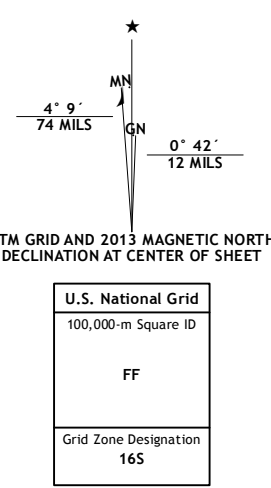 ★
MN
4° 9´
74 MILS
GN
0° 42´
12 MILS
TM GRID AND 2013 MAGNETIC NORTH
DECLINATION AT CENTER OF SHEET
U.S. National Grid
100,000-m Square ID
FF
Grid Zone Designation
16S